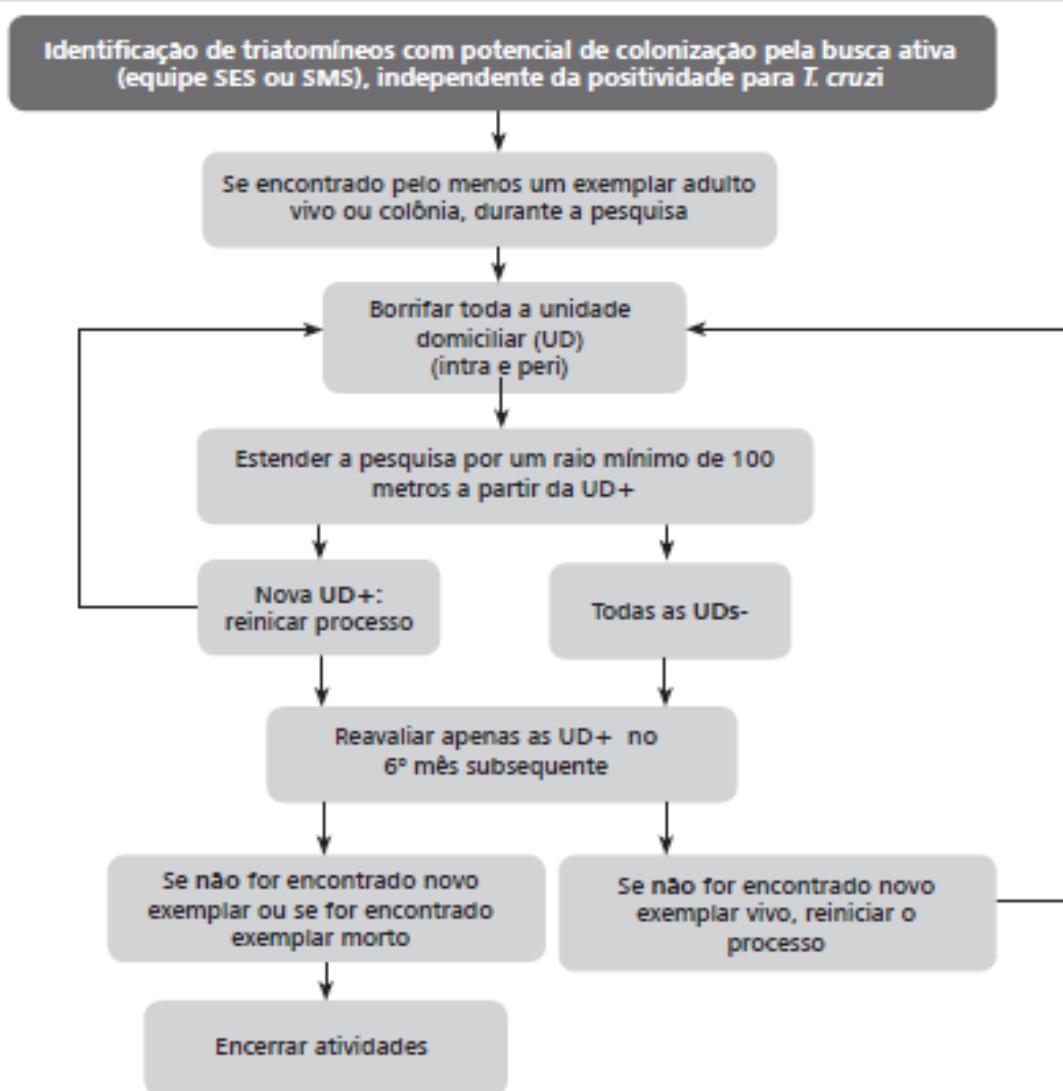 Identificação de triatomíneos com potencial de colonização pela busca ativa
(equipe SES ou SMS), independente da positividade para T. cruzi
Se encontrado pelo menos um exemplar adulto
vivo ou colônia, durante a pesquisa
Borrifar toda a unidade
domiciliar (UD)
(intra e peri)
Estender a pesquisa por um raio mínimo de 100
metros a partir da UD+
Nova UD+:
reinicar processo
Todas as UDs-
Reavaliar apenas as UD+ no
6º mês subsequente
Se não for encontrado novo
exemplar ou se for encontrado
exemplar morto
Se não for encontrado novo
exemplar vivo, reiniciar o
processo
Encerrar atividades